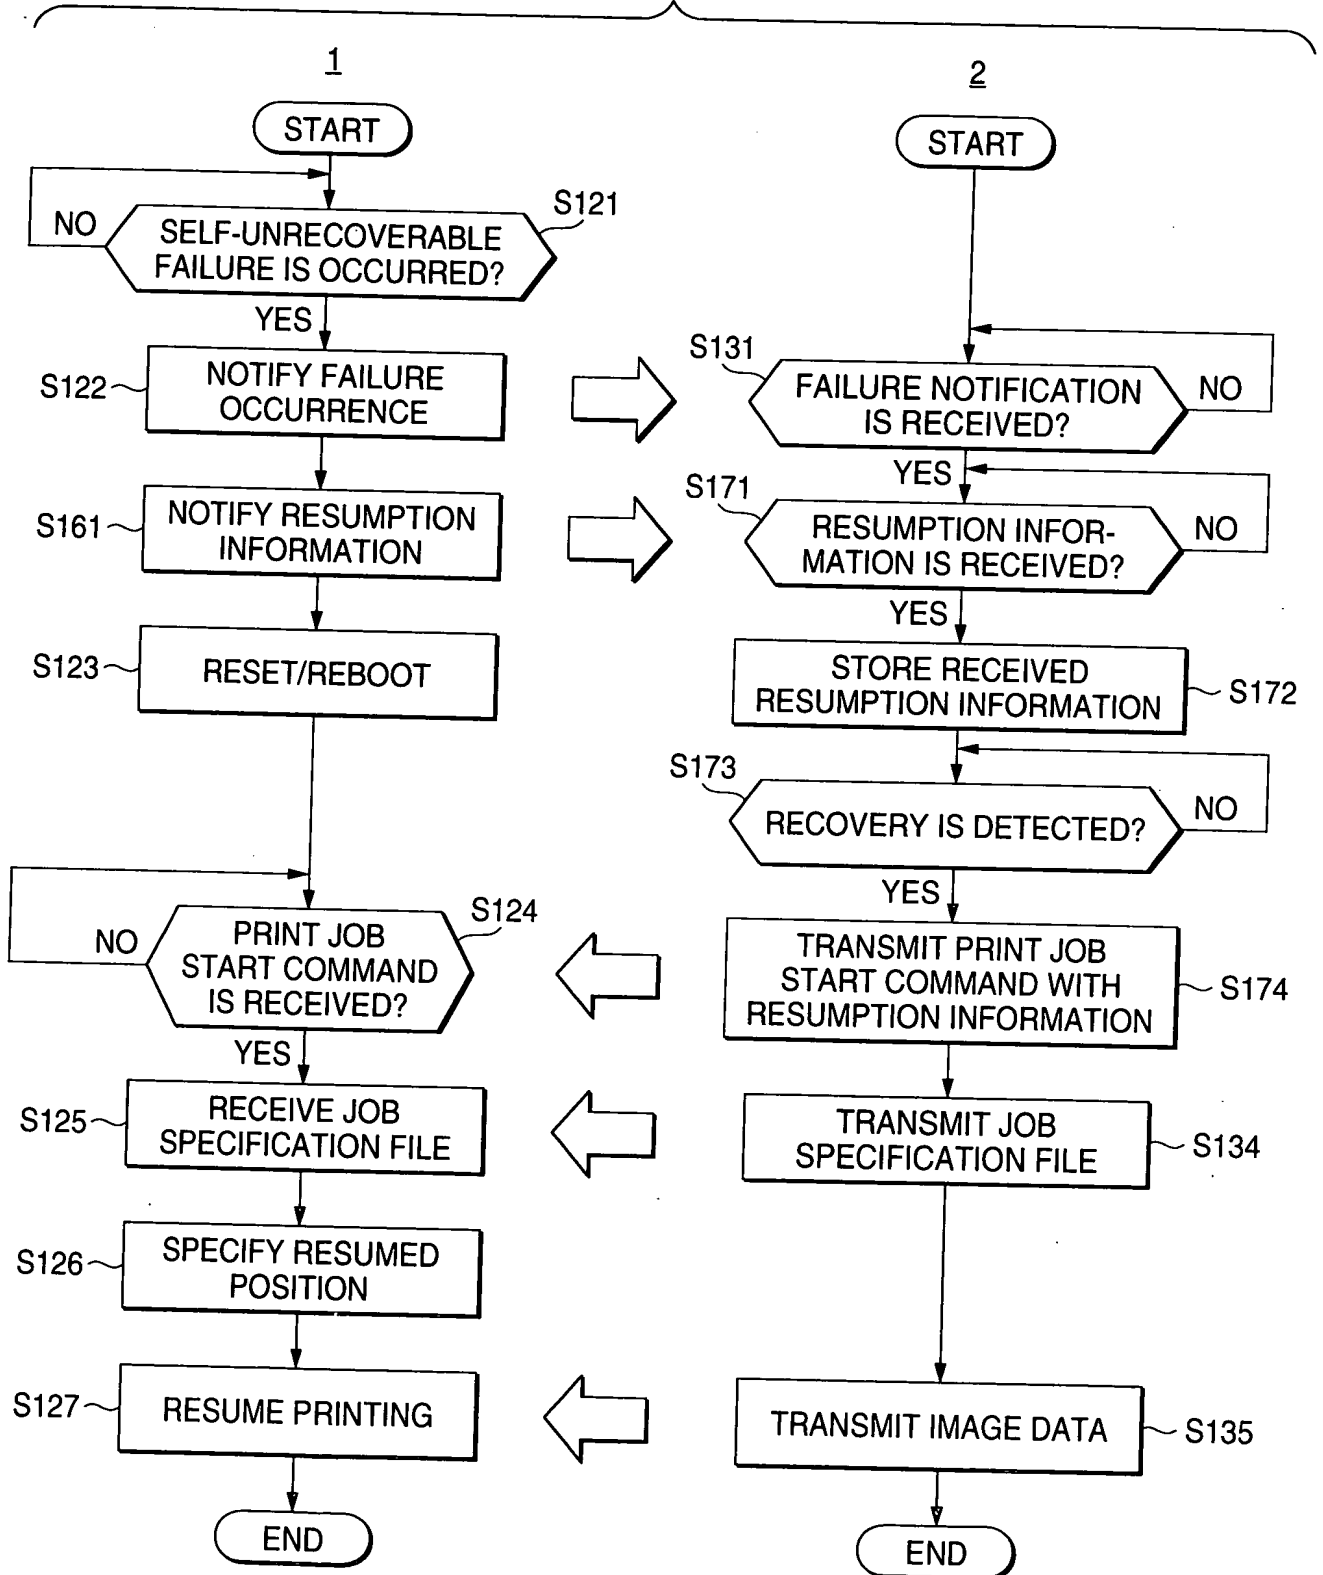 1
START
S121
NO
SELF-UNRECOVERABLE
FAILURE IS OCCURRED?
YES
S122
NOTIFY FAILURE
OCCURRENCE
S161
NOTIFY RESUMPTION
INFORMATION
S123
RESET/REBOOT
S124
NO
PRINT JOB
START COMMAND
IS RECEIVED?
YES
S125
RECEIVE JOB
SPECIFICATION FILE
S126
SPECIFY RESUMED
POSITION
S127
RESUME PRINTING
END
2
START
S131
FAILURE NOTIFICATION
IS RECEIVED?
NO
YES
S171
RESUMPTION INFOR-
MATION IS RECEIVED?
NO
YES
STORE RECEIVED
RESUMPTION INFORMATION
S172
S173
RECOVERY IS DETECTED?
NO
YES
TRANSMIT PRINT JOB
START COMMAND WITH
RESUMPTION INFORMATION
S174
TRANSMIT JOB
SPECIFICATION FILE
S134
TRANSMIT IMAGE DATA
S135
END